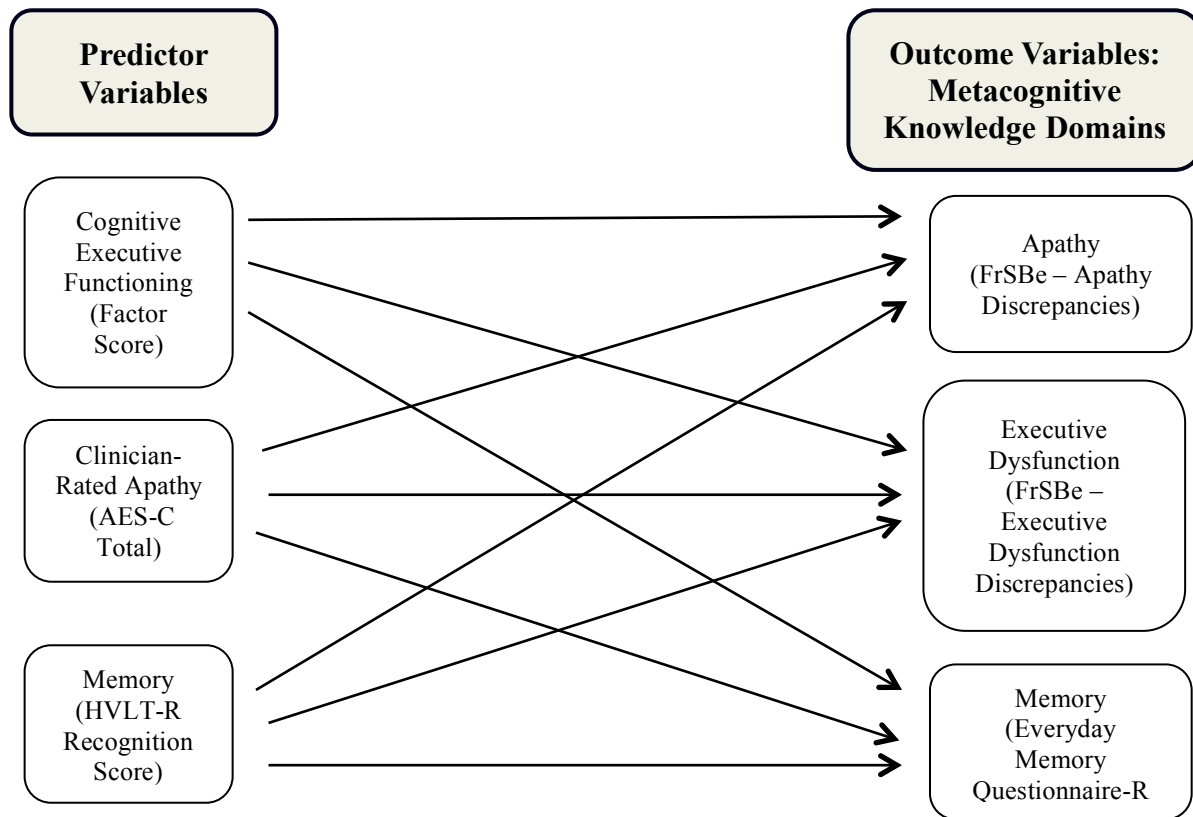 Predictor
Variables
Outcome Variables:
Metacognitive
Knowledge Domains
Cognitive
Executive
Functioning
(Factor
Score)
Clinician-
Rated Apathy
(AES-C
Total)
Memory
(HVLT-R
Recognition
Score)
Apathy
(FrSBe – Apathy
Discrepancies)
Executive
Dysfunction
(FrSBe –
Executive
Dysfunction
Discrepancies)
Memory
(Everyday
Memory
Questionnaire-R